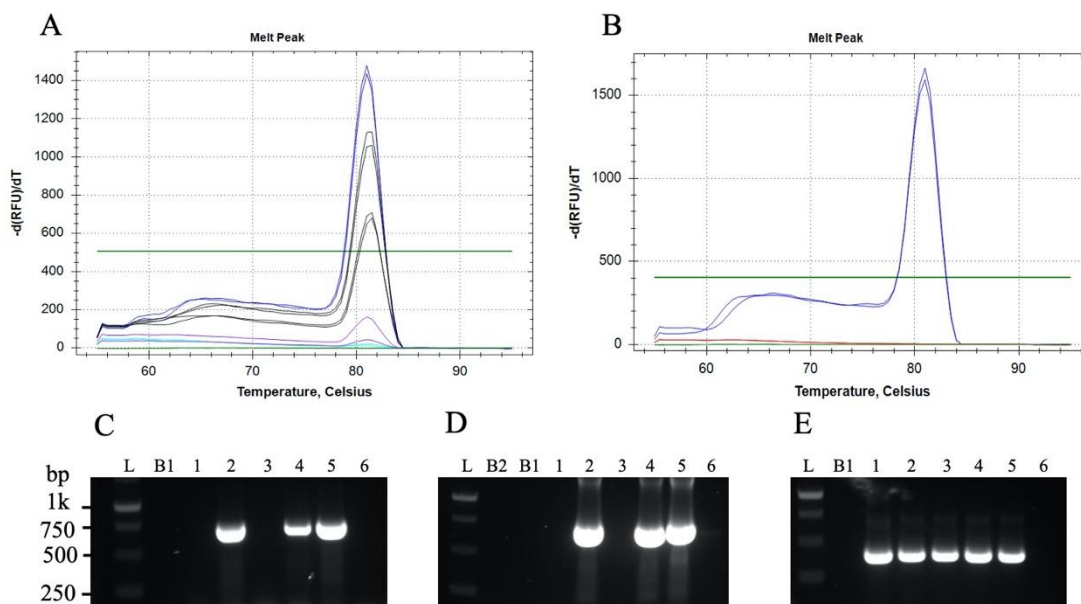 A
Melt Peak
1400
1200
1000
800
600
400
200
0
-d(RFU)/dT
60
70
80
90
Temperature, Celsius
B
Melt Peak
1500
1000
500
0
-d(RFU)/dT
60
70
80
90
Temperature, Celsius
C
bp
L B1 1 2 3 4 5 6
1k
750
500
250
D
L B2 B1 1 2 3 4 5 6
E
L B1 1 2 3 4 5 6